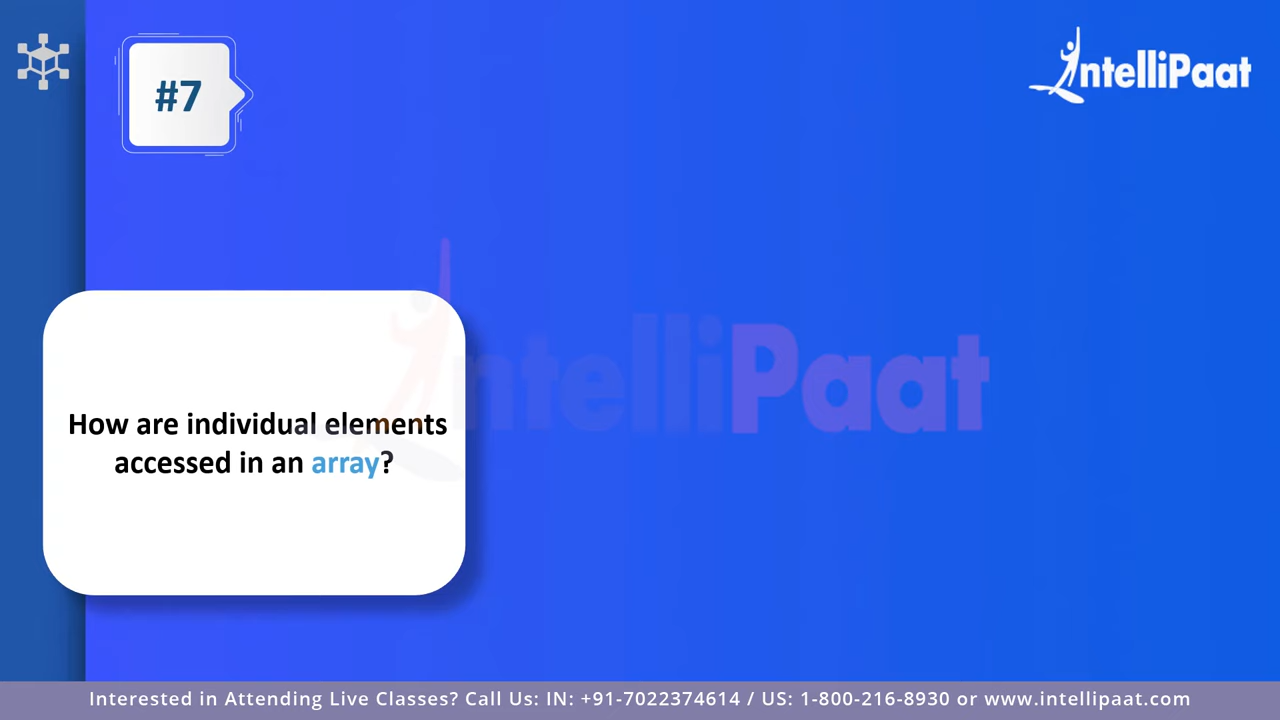 #7
IntelliPaat
IntelliPaat
How are individual elements
accessed in an array?
Interested in Attending Live Classes? Call Us: IN: +91-7022374614 / US: 1-800-216-8930 or www.intellipaat.com